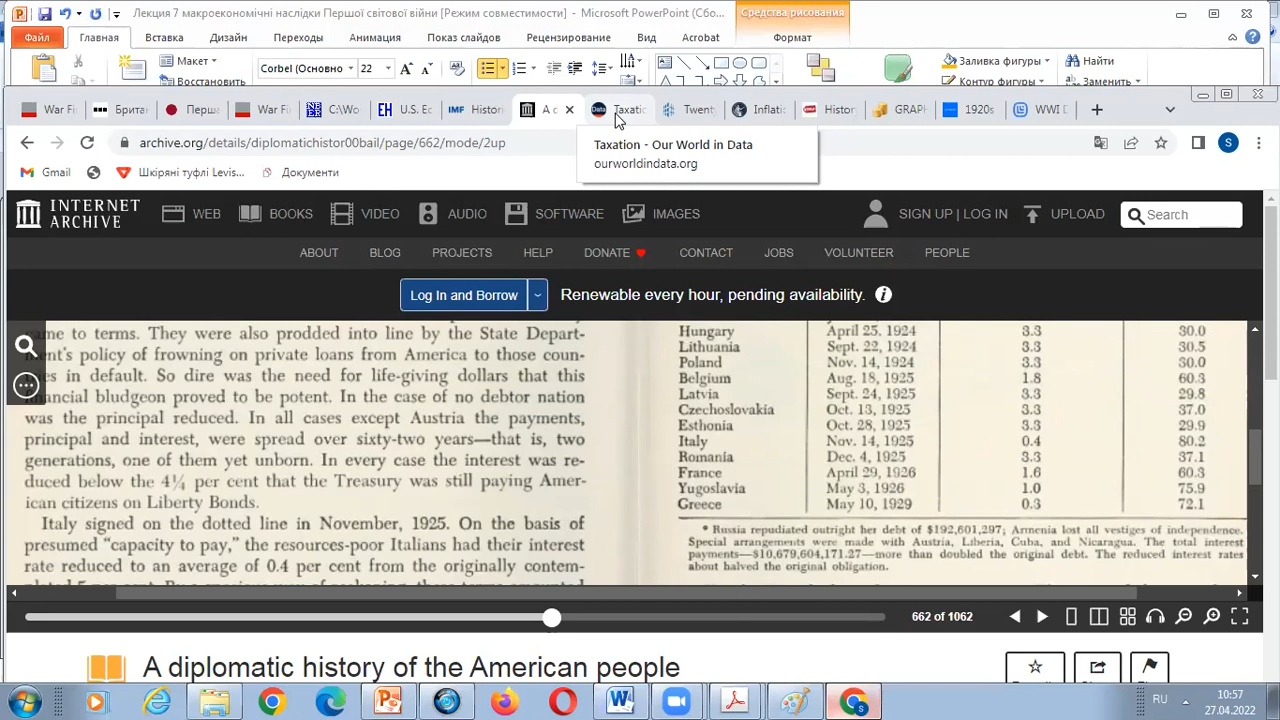 Лекция 7 макроекономічні наслідки Першої світової війни [Режим совместимости] - Microsoft PowerPoint (Сбо
Средства рисования
Файл Главная Вставка Дизайн Переходы Анимация Показ слайдов Рецензирование Вид Acrobat Формат
Макет Corbel (Основно 22 Заливка фигуры Найти
Восстановить Контур фигуры Заменить
War Fi Брита Перша War Fi C:\Wo U.S. Ec IMF Истор A d Taxatic Twent Inflati Histor GRAPH 1920s WWI D
archive.org/details/diplomatichistor00bail/page/662/mode/2up
Taxation - Our World in Data
ourworldindata.org
Gmail Шкіряні туфлі Levis... Документи
INTERNET
ARCHIVE
WEB BOOKS VIDEO AUDIO SOFTWARE IMAGES SIGN UP | LOG IN UPLOAD Search
ABOUT BLOG PROJECTS HELP DONATE CONTACT JOBS VOLUNTEER PEOPLE
Log In and Borrow Renewable every hour, pending availability.
came to terms. They were also prodded into line by the State Depart-
ment's policy of frowning on private loans from America to those coun-
in default. So dire was the need for life-giving dollars that this
financial bludgeon proved to be potent. In the case of no debtor nation
was the principal reduced. In all cases except Austria the payments,
principal and interest, were spread over sixty-two years—that is, two
generations, one of them yet unborn. In every case the interest was re-
duced below the 4¼ per cent that the Treasury was still paying Amer-
ican citizens on Liberty Bonds.
Italy signed on the dotted line in November, 1925. On the basis of
presumed "capacity to pay," the resources-poor Italians had their interest
rate reduced to an average of 0.4 per cent from the originally contem-
Hungary April 25, 1924 3.3 30.0
Lithuania Sept. 22, 1924 3.3 30.5
Poland Nov. 14, 1924 3.3 30.0
Belgium Aug. 18, 1925 1.8 60.3
Latvia Sept. 24, 1925 3.3 29.8
Czechoslovakia Oct. 13, 1925 3.3 37.0
Esthonia Oct. 28, 1925 3.3 29.9
Italy Nov. 14, 1925 0.4 80.2
Romania Dec. 4, 1925 3.3 37.1
France April 29, 1926 1.6 60.3
Yugoslavia May 3, 1926 1.0 75.9
Greece May 10, 1929 0.3 72.1
* Russia repudiated outright her debt of $192,601,297; Armenia lost all vestiges of independence.
Special arrangements were made with Austria, Liberia, Cuba, and Nicaragua. The total interest
payments—$10,679,604,171.27—more than doubled the original debt. The reduced interest rates
about halved the original obligation.
662 of 1062
A diplomatic history of the American people
RU 10:57
27.04.2022